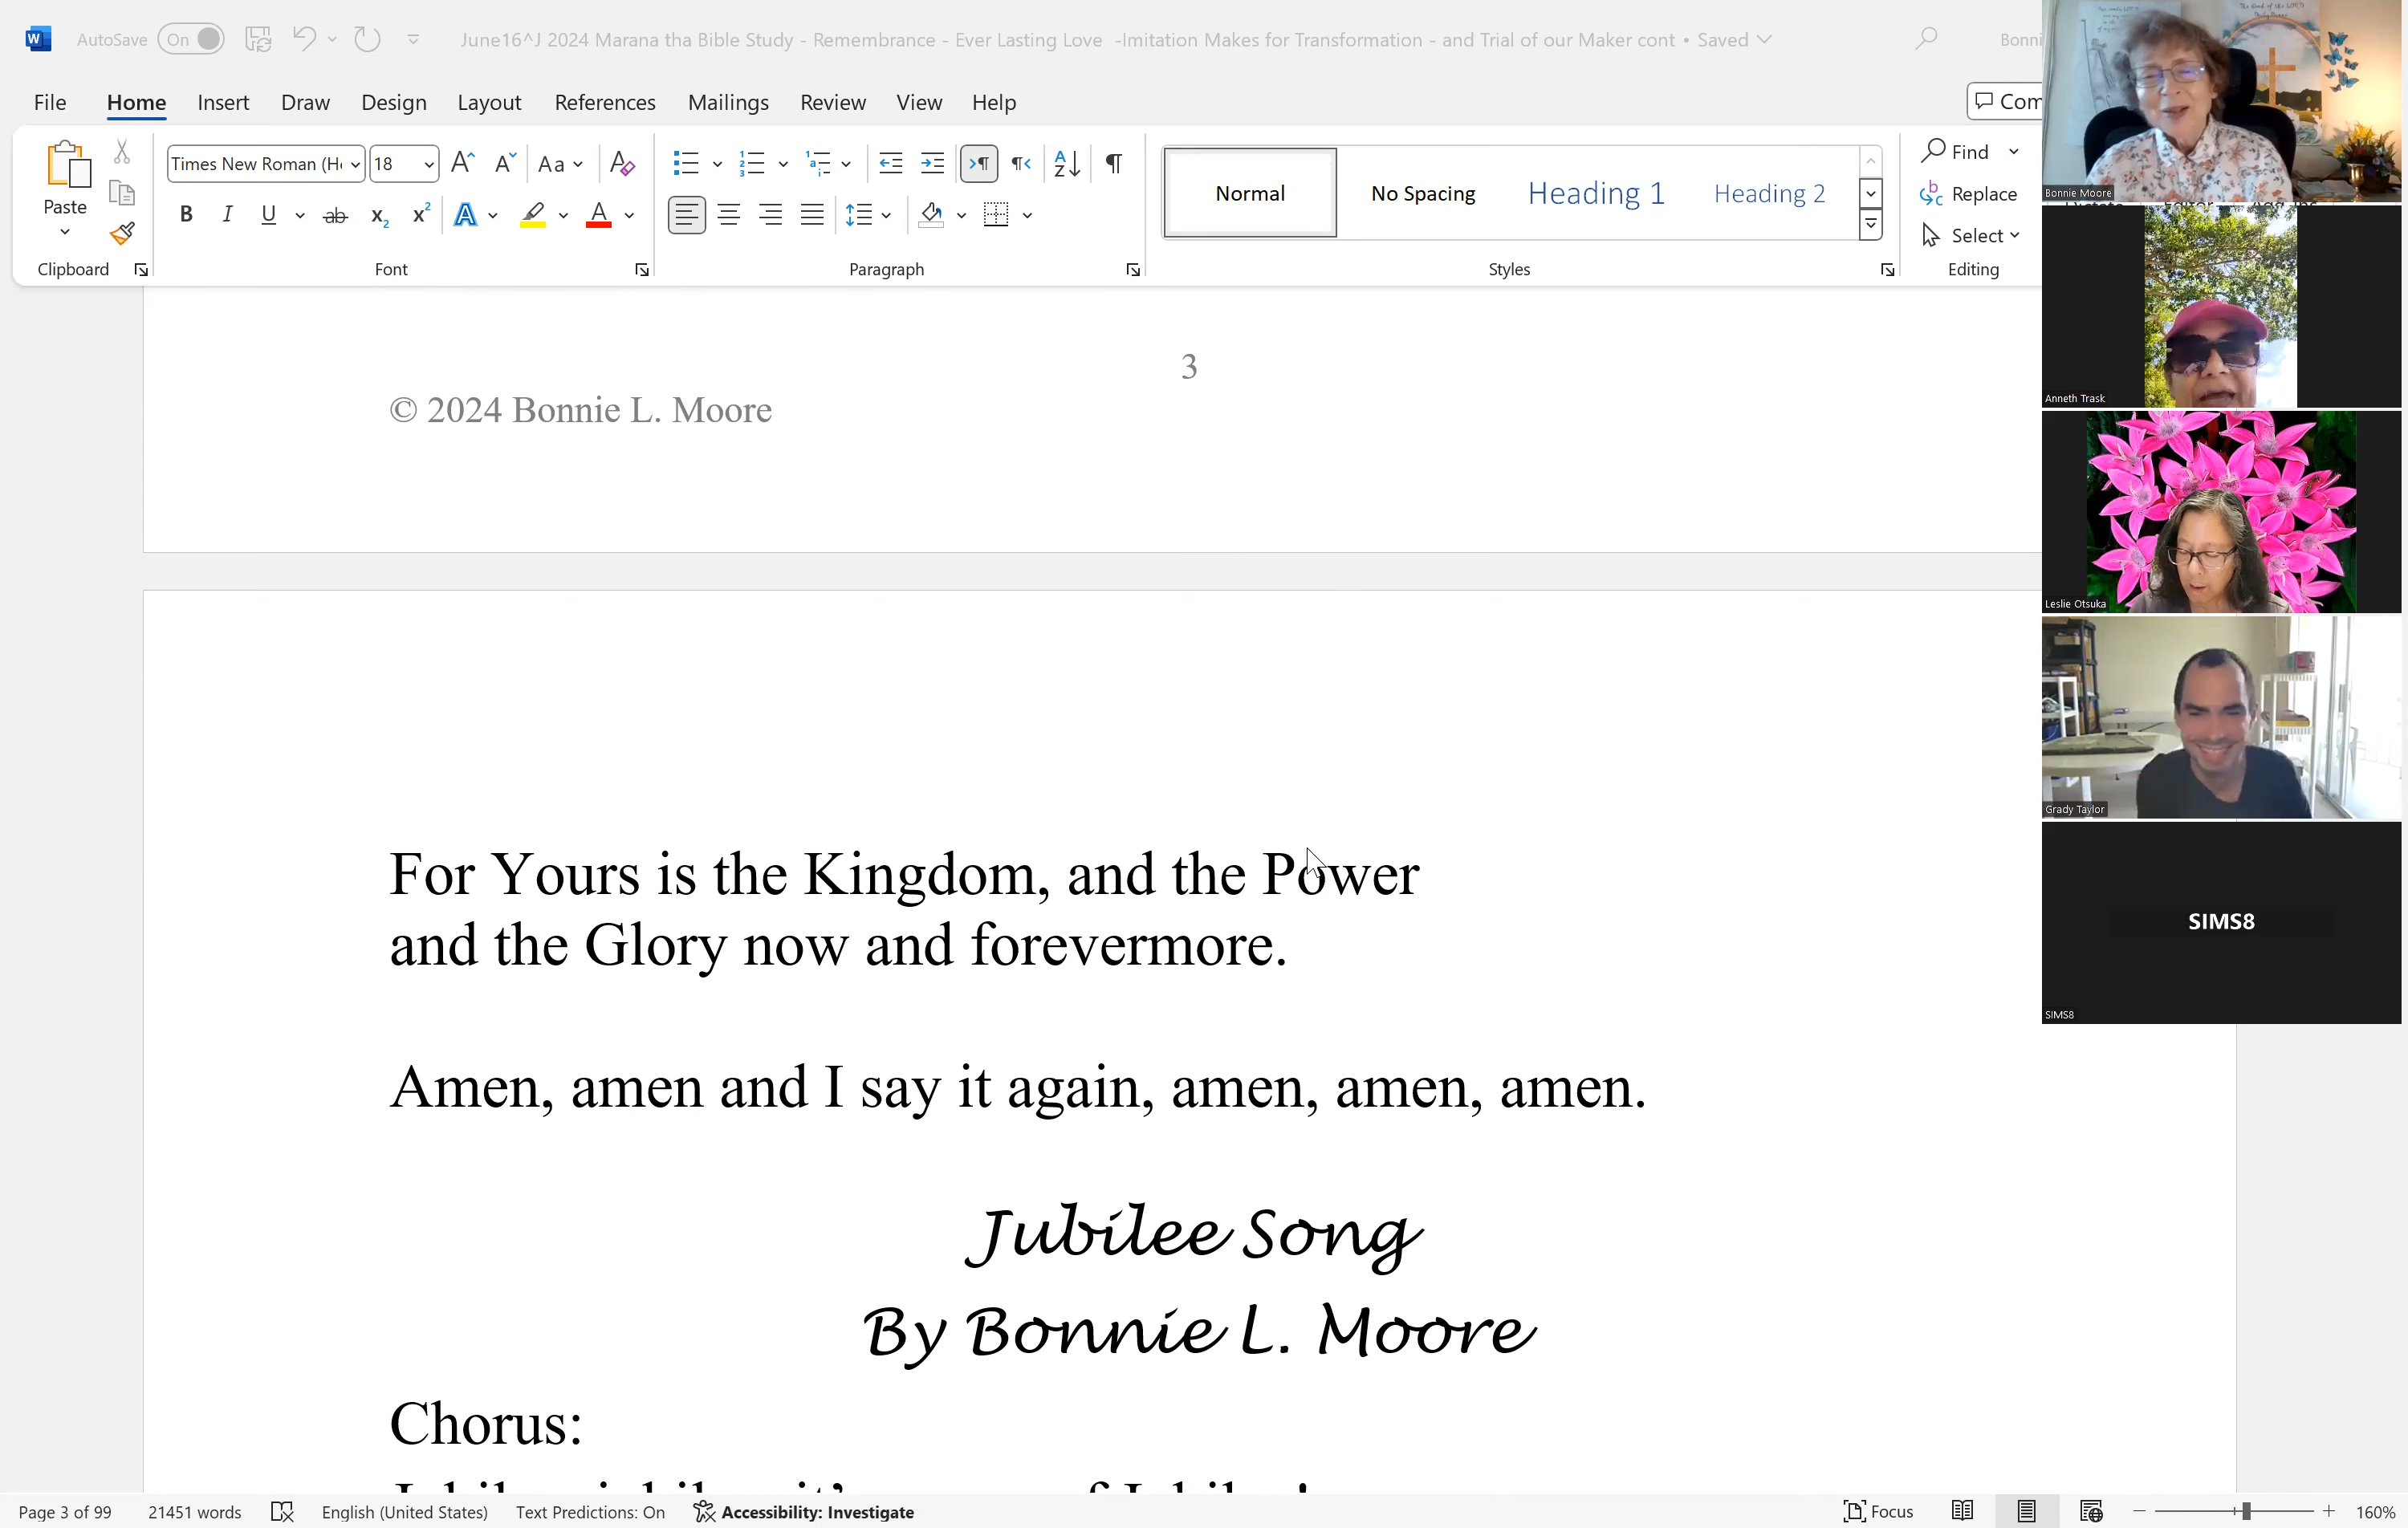 AutoSave On June16^J 2024 Marana tha Bible Study - Remembrance - Ever Lasting Love -Imitation Makes for Transformation - and Trial of our Maker cont • Saved Bonni
File Home Insert Draw Design Layout References Mailings Review View Help Com
Times New Roman (He 18 Aa
Paste
Normal No Spacing Heading 1 Heading 2
Find
Replace
Select
Clipboard Font Paragraph Styles Editing
Bonnie Moore
Anneth Trask
Leslie Otsuka
Grady Taylor
SIMS8
SIMS8
3
© 2024 Bonnie L. Moore
For Yours is the Kingdom, and the Power
and the Glory now and forevermore.
Amen, amen and I say it again, amen, amen, amen.
Jubilee Song
By Bonnie L. Moore
Chorus:
Page 3 of 99 21451 words English (United States) Text Predictions: On Accessibility: Investigate Focus 160%